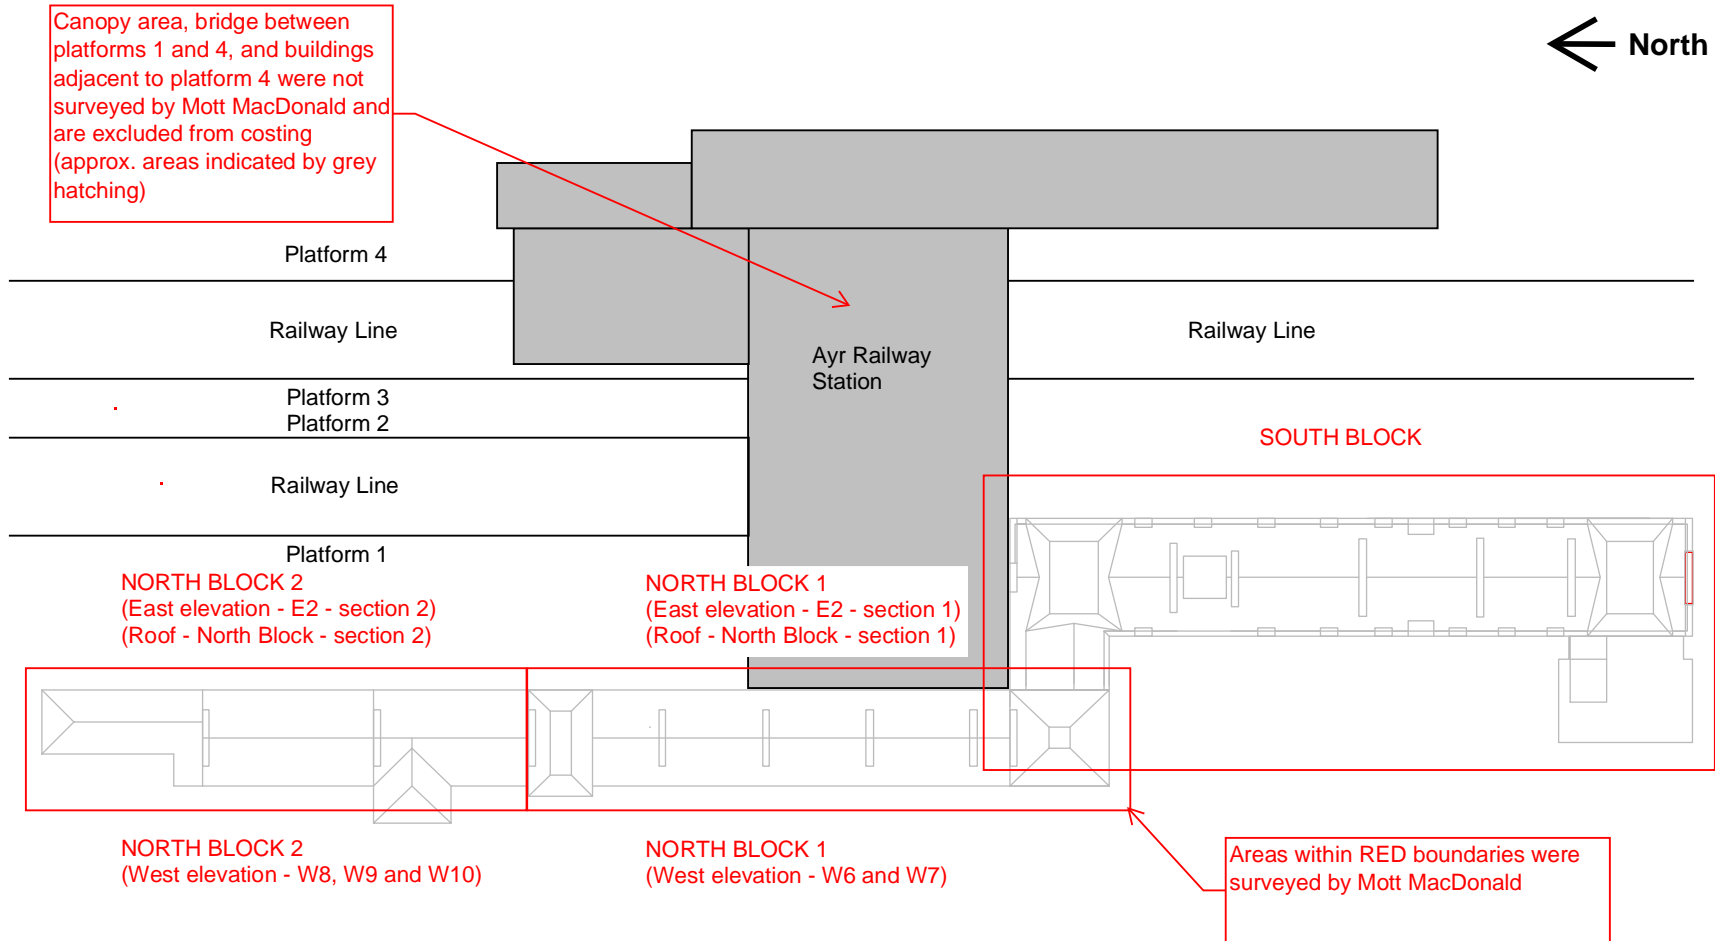 Canopy area, bridge between
platforms 1 and 4, and buildings
adjacent to platform 4 were not
surveyed by Mott MacDonald and
are excluded from costing
(approx. areas indicated by grey
hatching)
North
Platform 4
Railway Line
Railway Line
Ayr Railway
Station
Platform 3
Platform 2
SOUTH BLOCK
Railway Line
Platform 1
NORTH BLOCK 2
(East elevation - E2 - section 2)
(Roof - North Block - section 2)
NORTH BLOCK 1
(East elevation - E2 - section 1)
(Roof - North Block - section 1)
NORTH BLOCK 2
(West elevation - W8, W9 and W10)
NORTH BLOCK 1
(West elevation - W6 and W7)
Areas within RED boundaries were
surveyed by Mott MacDonald